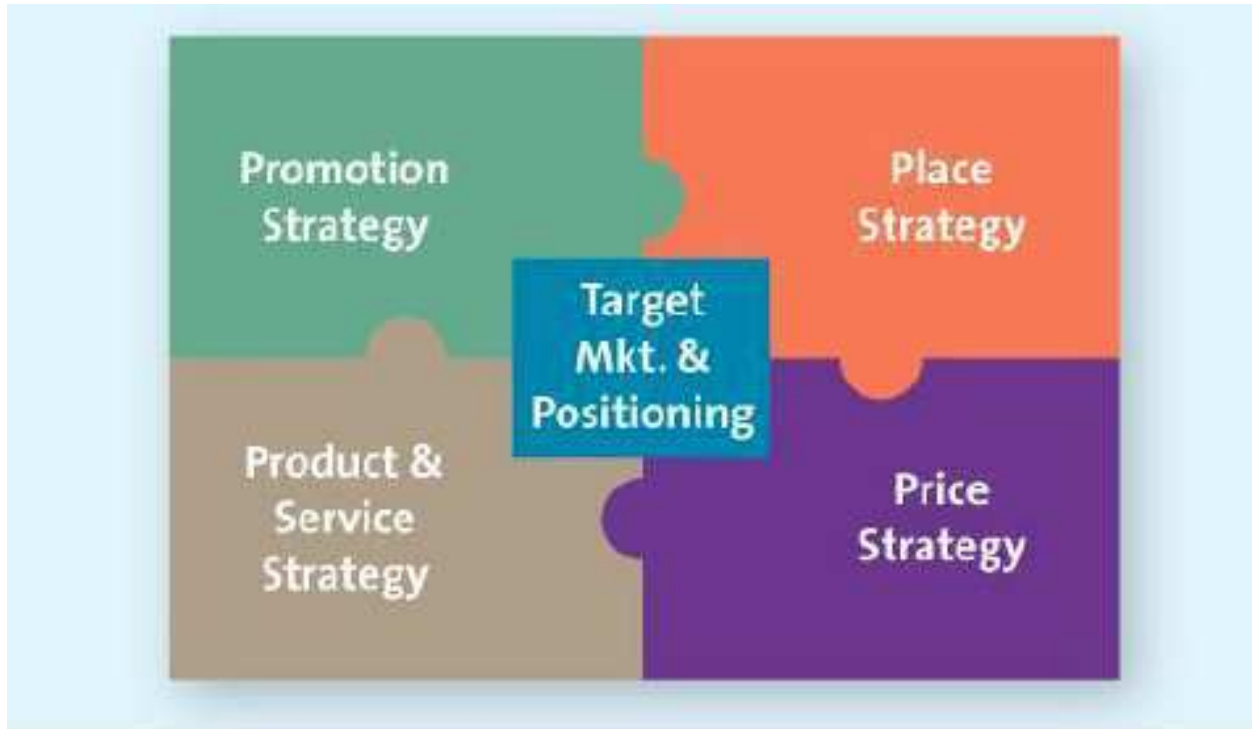 Promotion
Strategy
Place
Strategy
Target
Mkt. &
Positioning
Product &
Service
Strategy
Price
Strategy